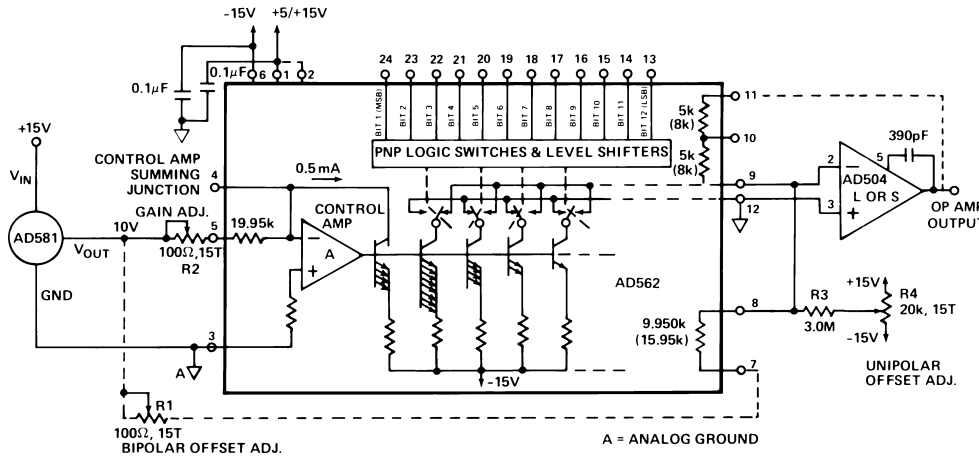 -15V
+5/+15V
0.1µF
0.1µF
6
1
2
24
23
22
21
20
19
18
17
16
15
14
13
BIT 1 (MSB)
BIT 2
BIT 3
BIT 4
BIT 5
BIT 6
BIT 7
BIT 8
BIT 9
BIT 10
BIT 11
BIT 12 (LSB)
PNP LOGIC SWITCHES & LEVEL SHIFTERS
5k
(8k)
5k
(8k)
11
10
9
12
390pF
2
5
AD504
L OR S
3
OP AMP
OUTPUT
+15V
VIN
AD581
VOUT
10V
GND
CONTROL AMP
SUMMING
JUNCTION
4
0.5mA
GAIN ADJ.
5
19.95k
100Ω,15T
R2
CONTROL
AMP
A
AD562
3
A
-15V
9.950k
(15.95k)
8
7
R3
3.0M
+15V
R4
20k, 15T
-15V
UNIPOLAR
OFFSET ADJ.
R1
100Ω, 15T
BIPOLAR OFFSET ADJ.
A = ANALOG GROUND